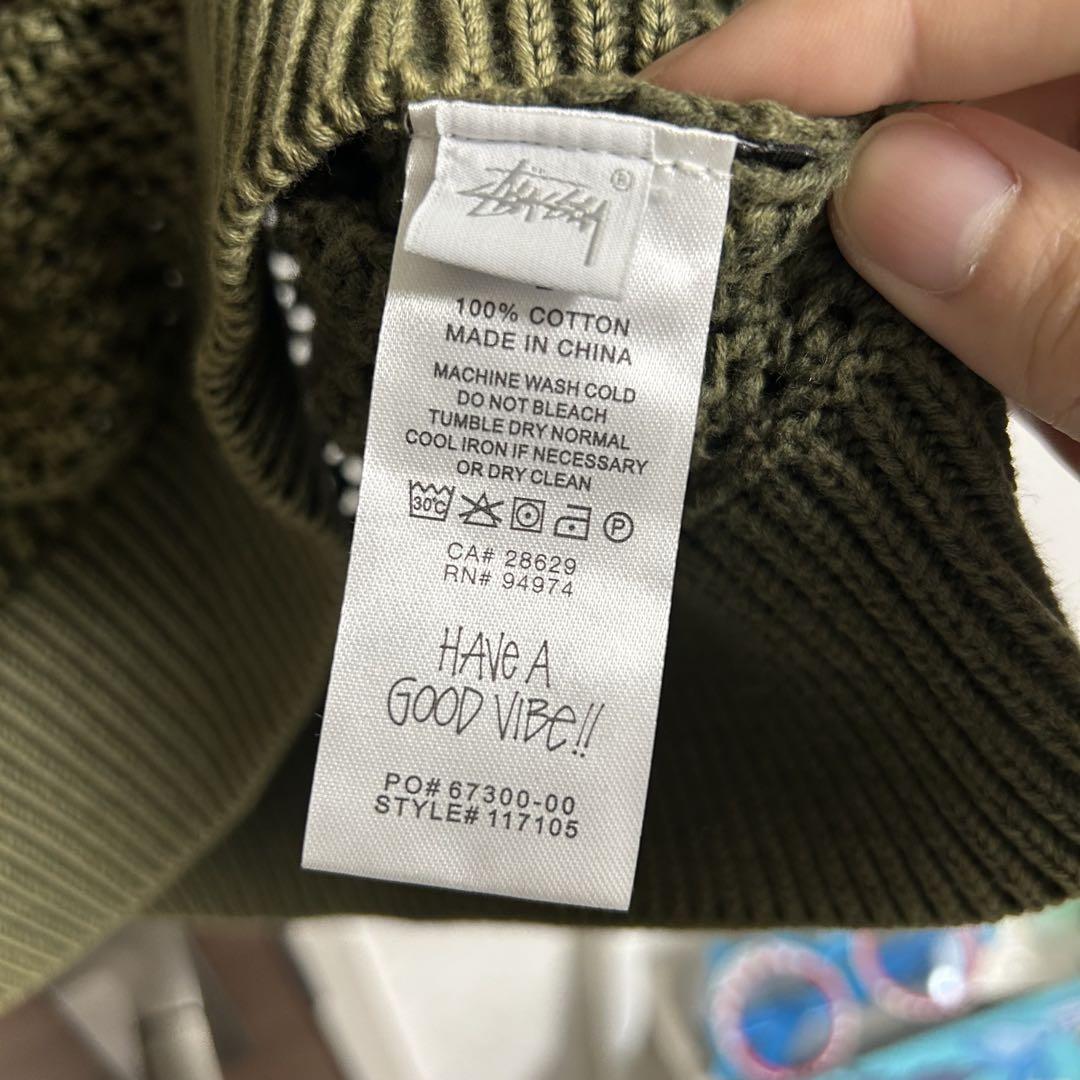 Stüssy ®
100% COTTON
MADE IN CHINA
MACHINE WASH COLD
DO NOT BLEACH
TUMBLE DRY NORMAL
COOL IRON IF NECESSARY
OR DRY CLEAN
30°C P
CA# 28629
RN# 94974
HAVe A
GOOD VIBe!!
PO# 67300-00
STYLE# 117105